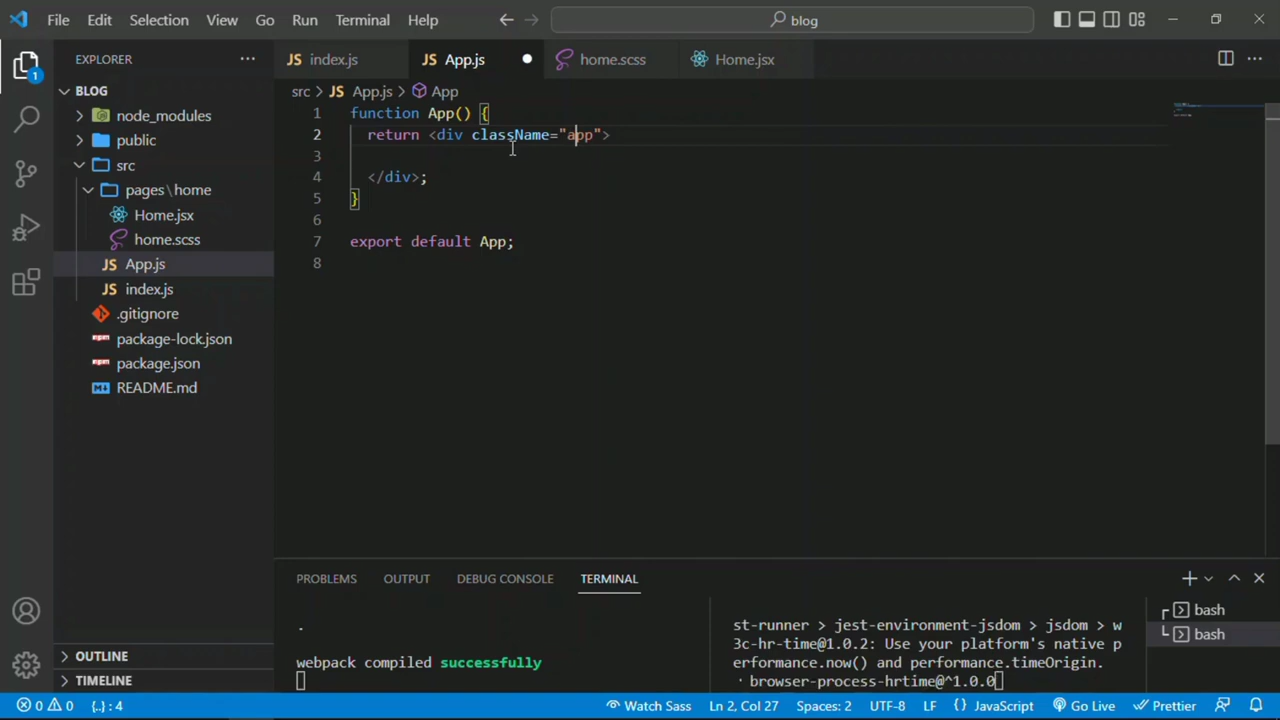 File Edit Selection View Go Run Terminal Help
blog
EXPLORER
BLOG
node_modules
public
src
pages\home
Home.jsx
home.scss
JS App.js
JS index.js
.gitignore
package-lock.json
package.json
README.md
OUTLINE
TIMELINE
1
JS index.js
JS App.js
home.scss
Home.jsx
src > JS App.js > App
1 function App() {
2 return <div className="app">
3
4 </div>;
5 }
6
7 export default App;
8
PROBLEMS OUTPUT DEBUG CONSOLE TERMINAL
.
webpack compiled successfully
st-runner > jest-environment-jsdom > jsdom > w
3c-hr-time@1.0.2: Use your platform's native p
erformance.now() and performance.timeOrigin.
· browser-process-hrtime@^1.0.0
bash
bash
0 0 {..} : 4 Watch Sass Ln 2, Col 27 Spaces: 2 UTF-8 LF {} JavaScript Go Live Prettier